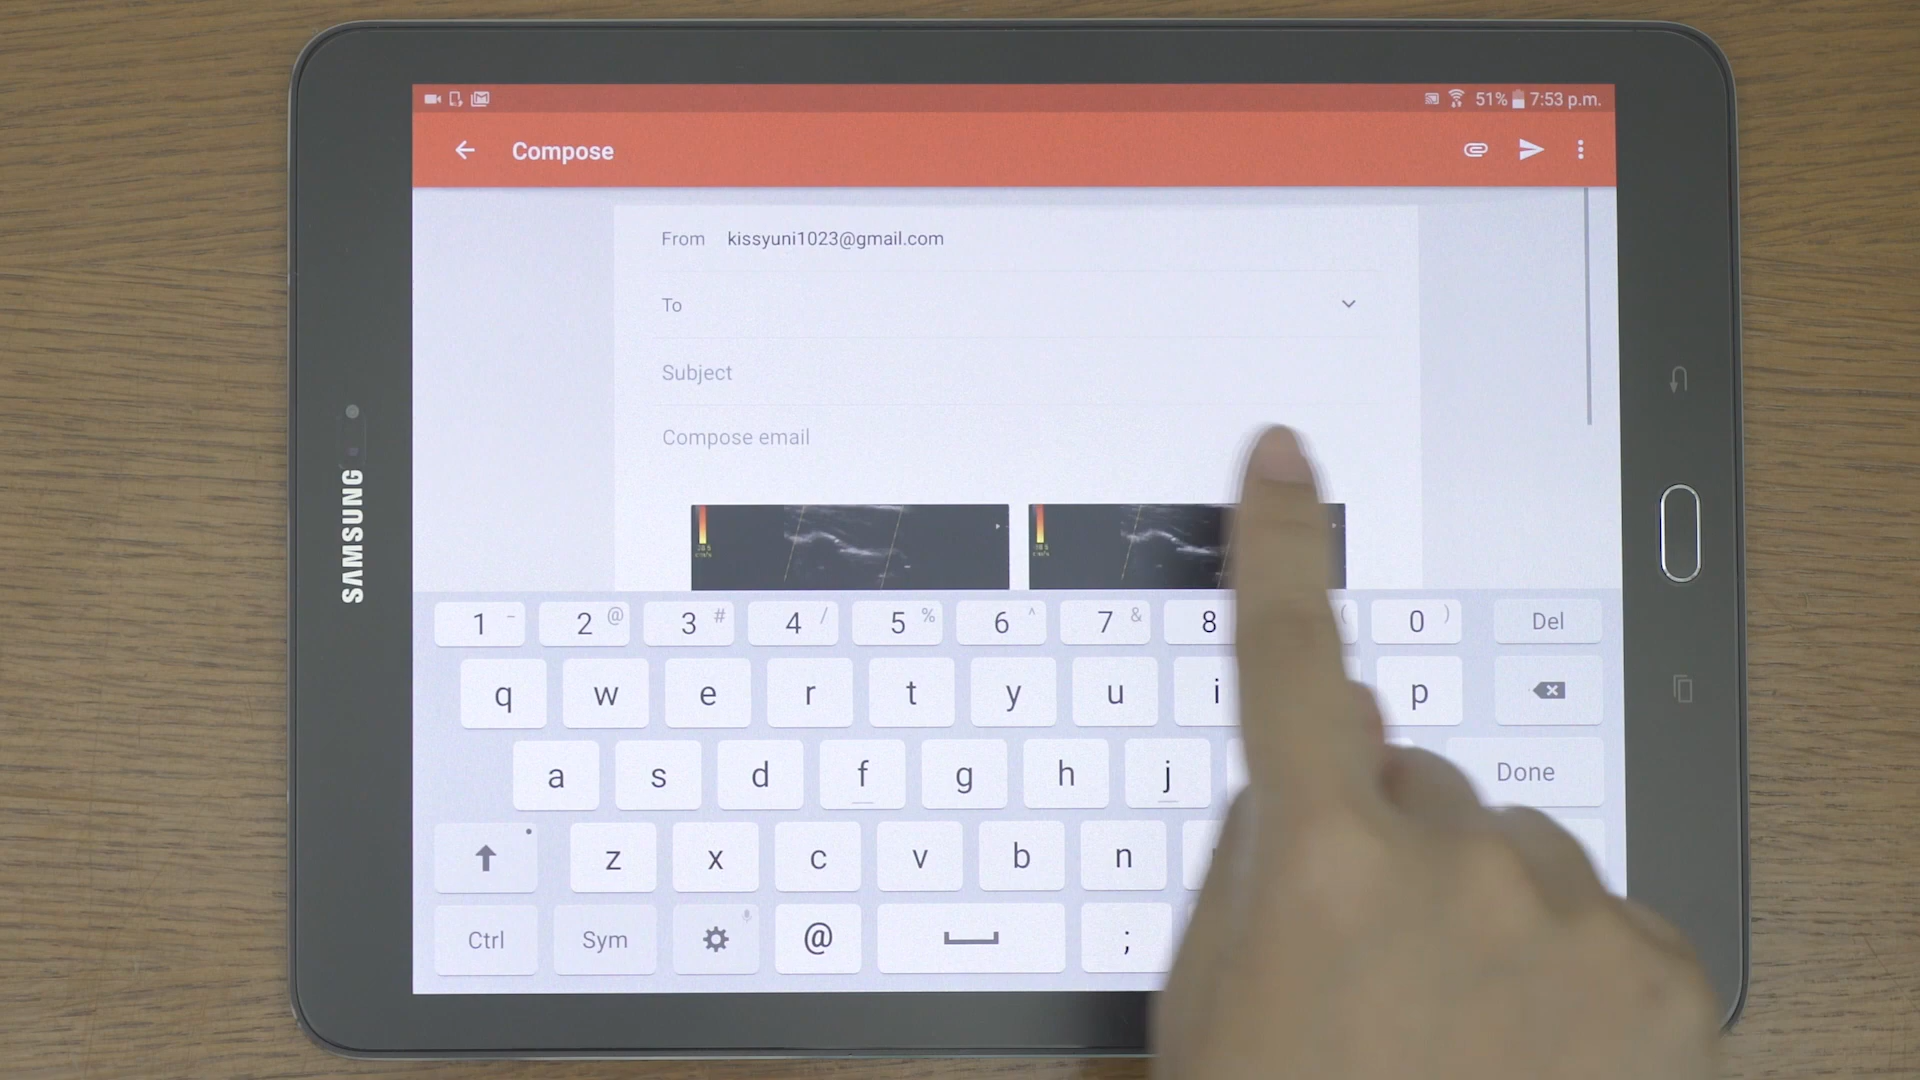 51% 7:53 p.m.
Compose
From kissyuni1023@gmail.com
To
Subject
Compose email
SAMSUNG
1 - 2 @ 3 # 4 / 5 % 6 ^ 7 & 8 ( 0 ) Del
q w e r t y u i p
a s d f g h j Done
z x c v b n
Ctrl Sym @ ;